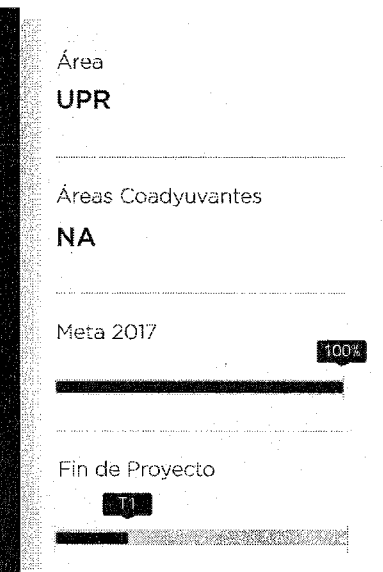 Área
UPR
Áreas Coadyuvantes
NA
Meta 2017
100%
Fin de Proyecto
T1